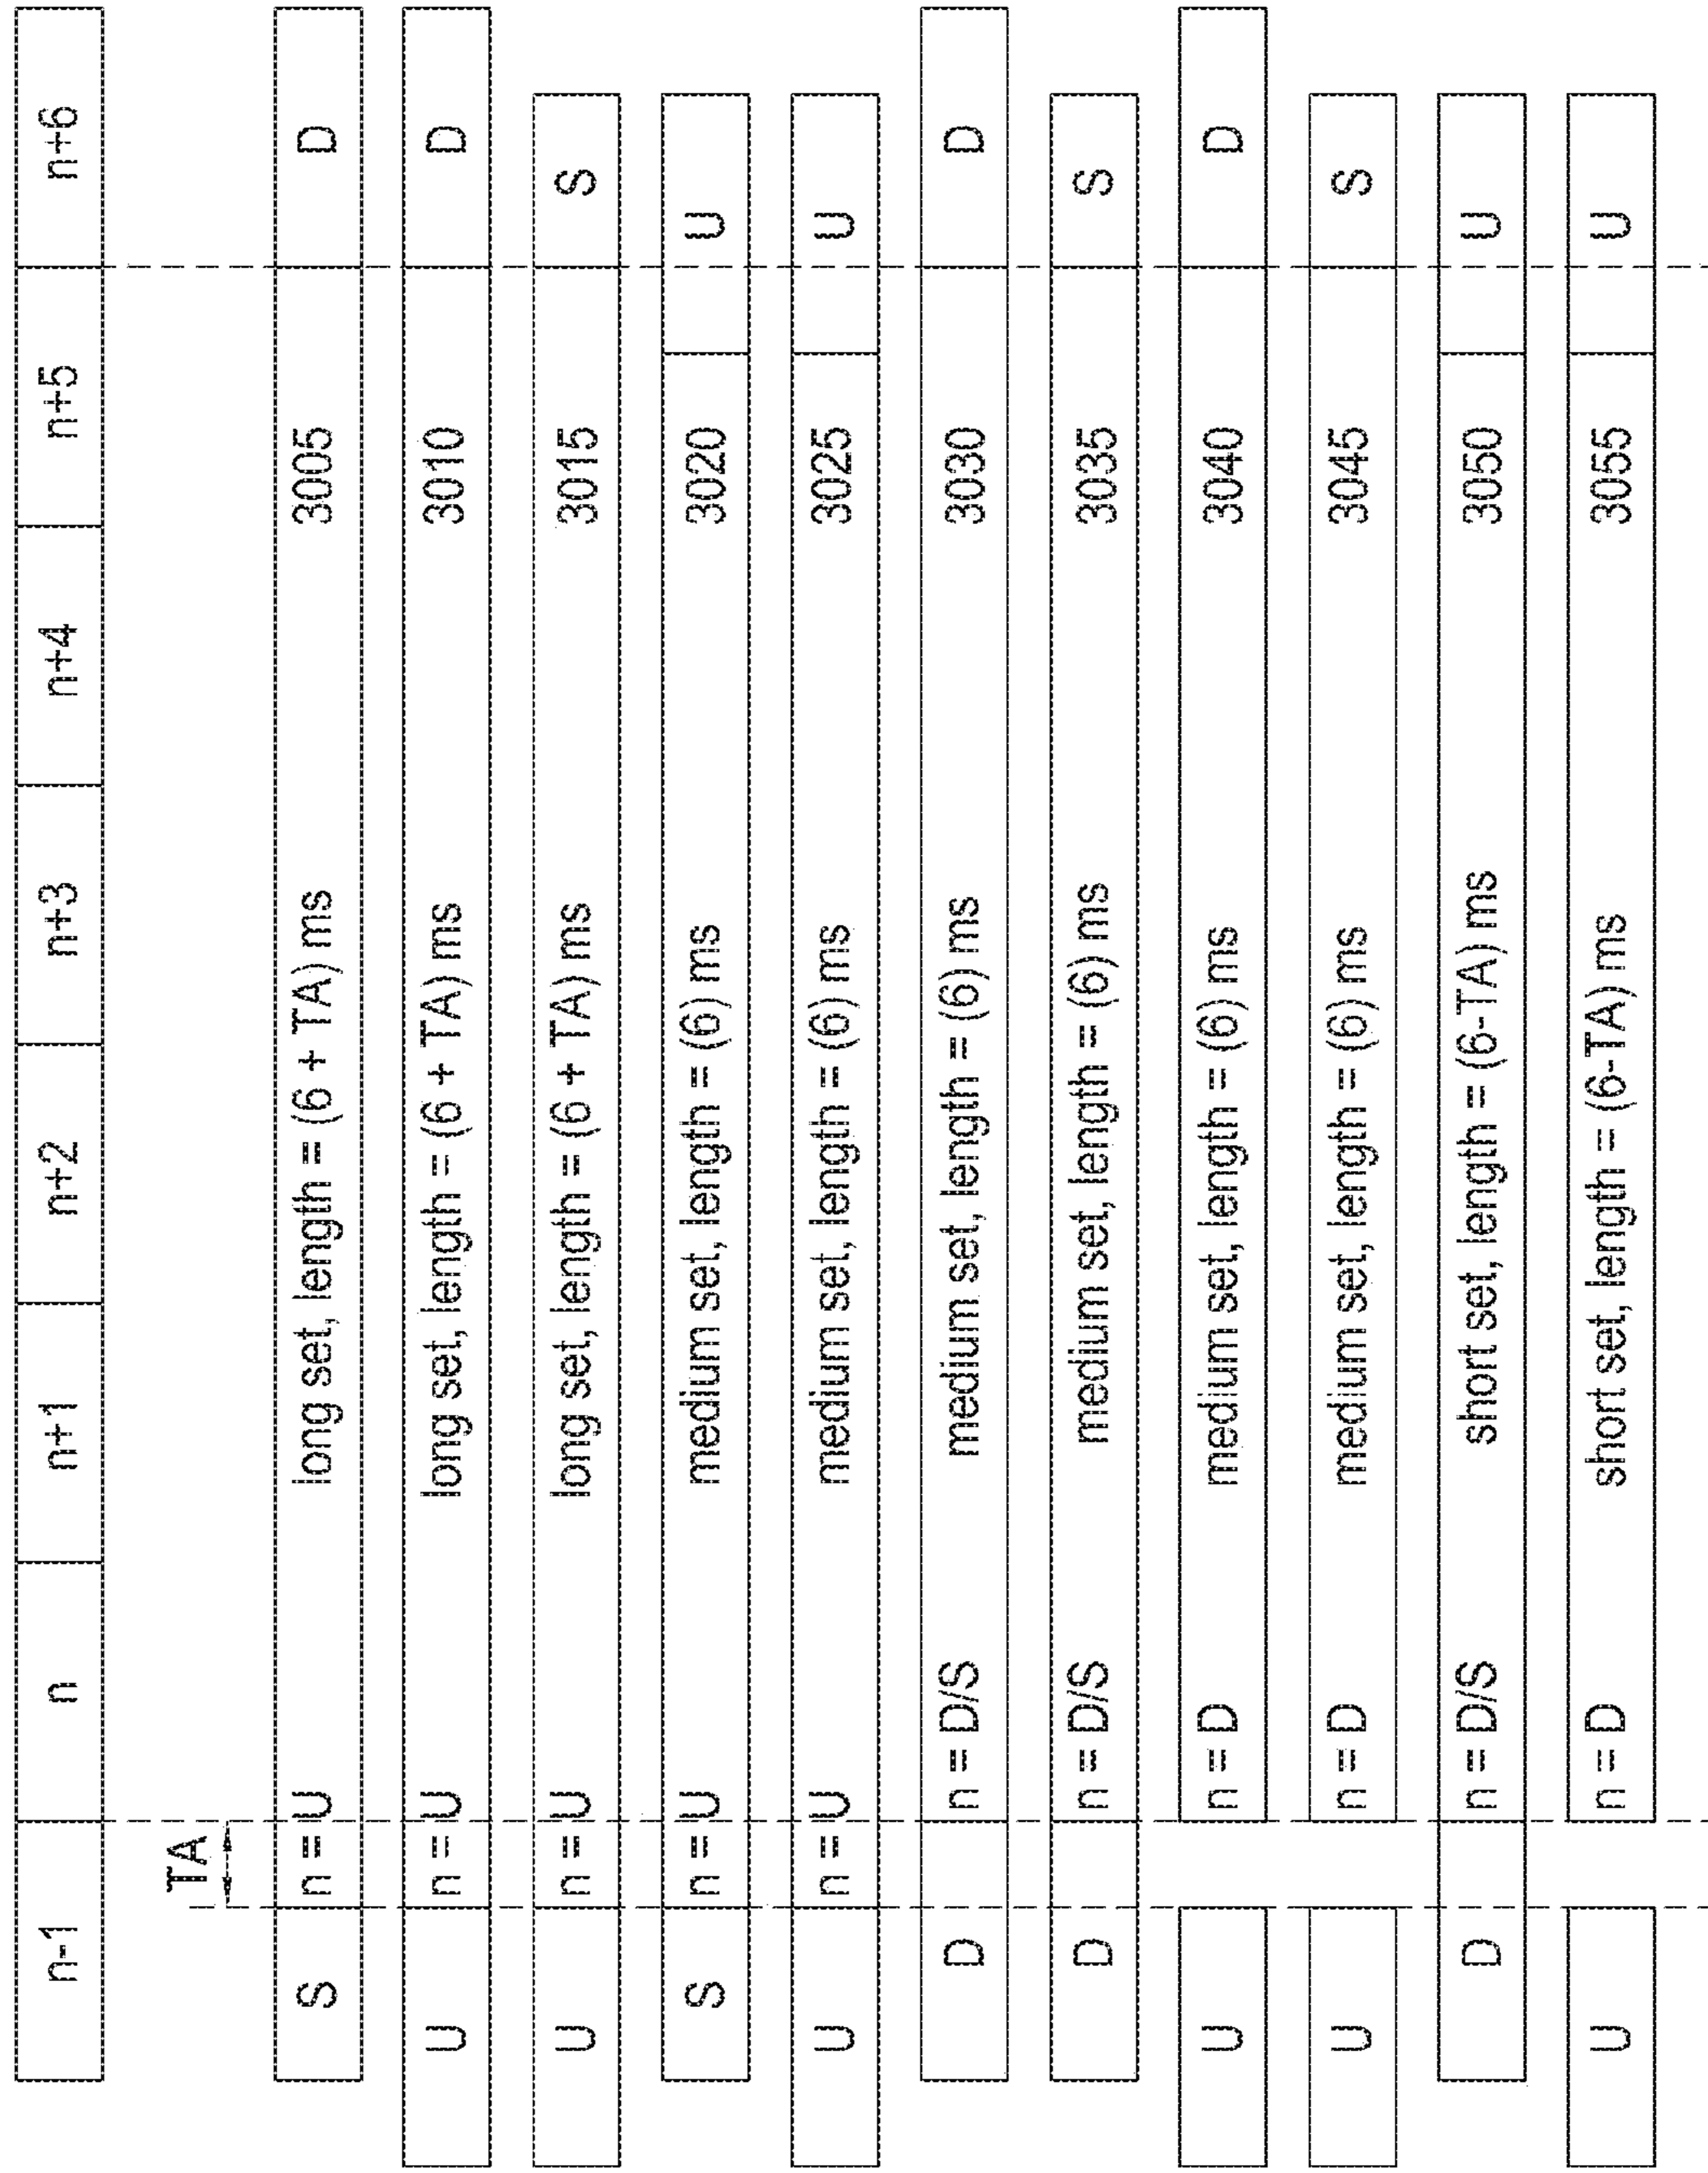 n-1 n n+1 n+2 n+3 n+4 n+5 n+6
TA
S n = U long set, length = (6 + TA) ms 3005 D
U n = U long set, length = (6 + TA) ms 3010 D
U n = U long set, length = (6 + TA) ms 3015 S
S n = U medium set, length = (6) ms 3020 U
U n = U medium set, length = (6) ms 3025 U
D n = D/S medium set, length = (6) ms 3030 D
D n = D/S medium set, length = (6) ms 3035 S
U n = D medium set, length = (6) ms 3040 D
U n = D medium set, length = (6) ms 3045 S
D n = D/S short set, length = (6-TA) ms 3050 U
U n = D short set, length = (6-TA) ms 3055 U